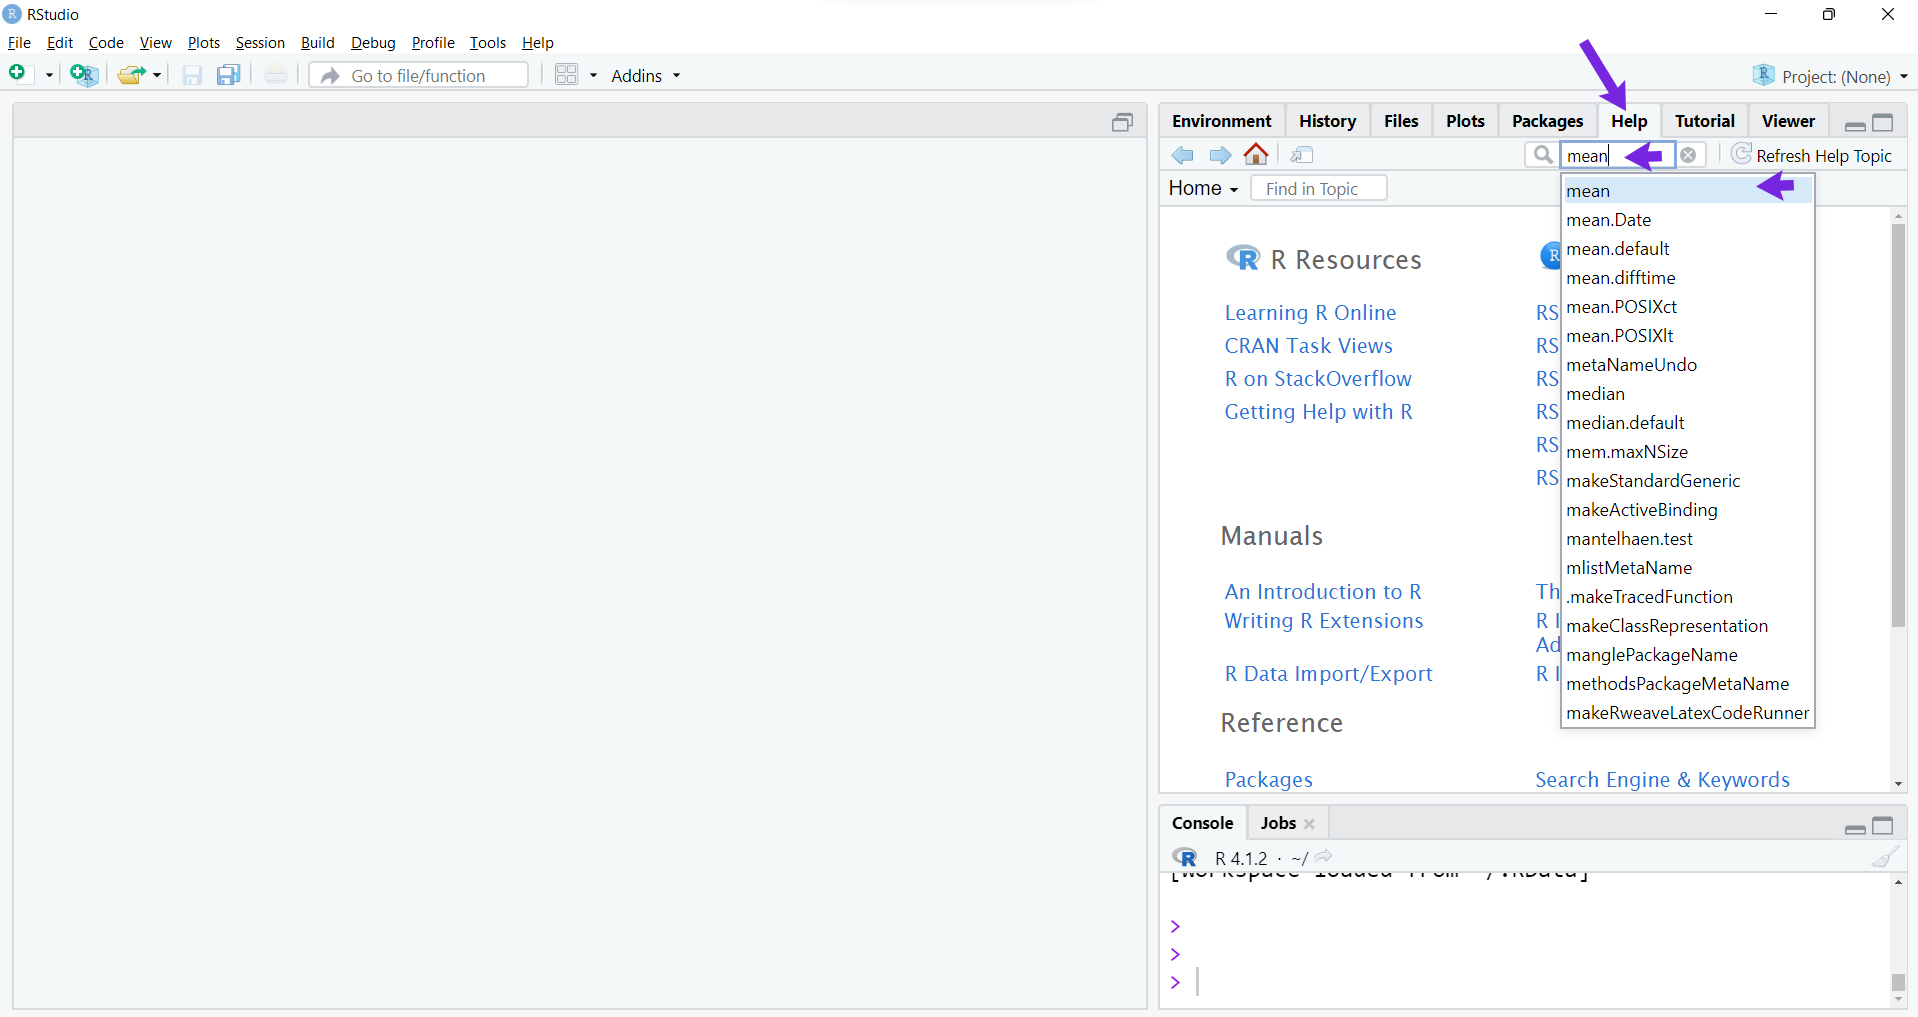 RStudio
File Edit Code View Plots Session Build Debug Profile Tools Help
Go to file/function Addins Project: (None)
Environment History Files Plots Packages Help Tutorial Viewer
mean Refresh Help Topic
Home Find in Topic
mean
mean.Date
mean.default
mean.difftime
mean.POSIXct
mean.POSIXlt
metaNameUndo
median
median.default
mem.maxNSize
makeStandardGeneric
makeActiveBinding
mantelhaen.test
mlistMetaName
.makeTracedFunction
makeClassRepresentation
manglePackageName
methodsPackageMetaName
makeRweaveLatexCodeRunner
R Resources
Learning R Online
CRAN Task Views
R on StackOverflow
Getting Help with R
RS
RS
RS
RS
RS
RS
Manuals
An Introduction to R
Writing R Extensions
R Data Import/Export
Th
R I
Ad
R I
Reference
Packages Search Engine & Keywords
Console Jobs
R 4.1.2 · ~/
>
>
>